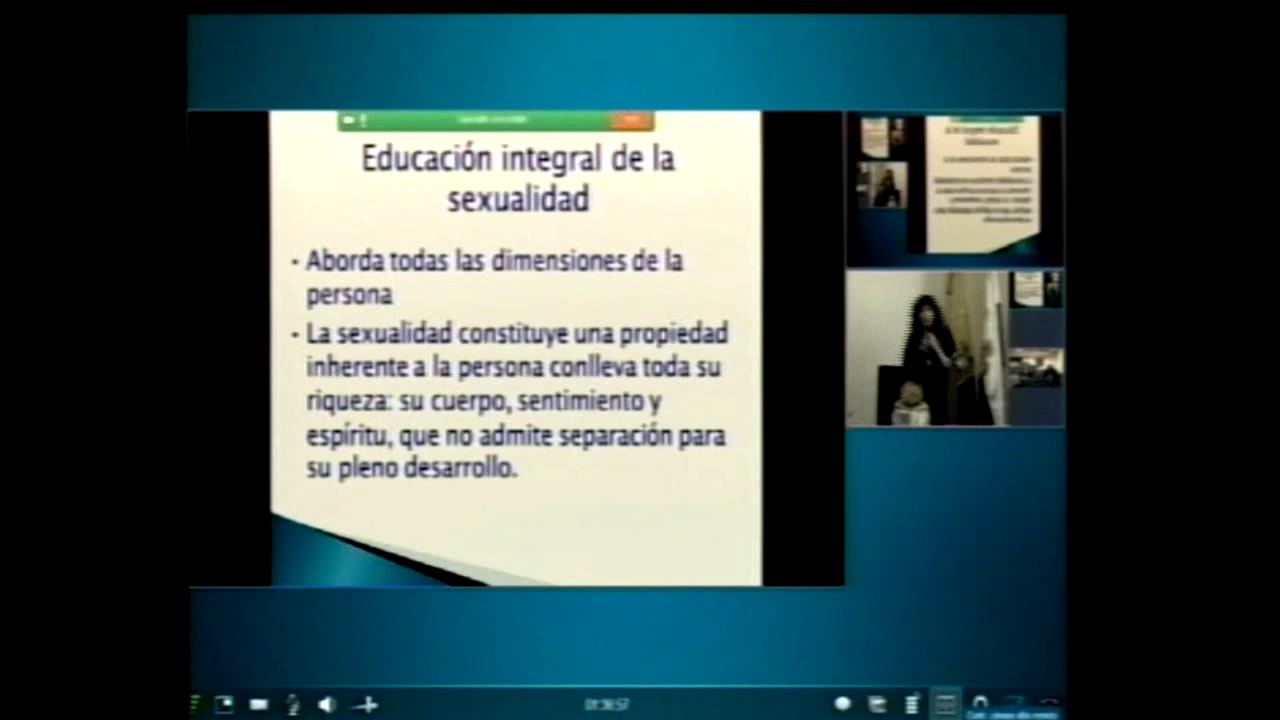 Educación integral de la
sexualidad
• Aborda todas las dimensiones de la
persona
• La sexualidad constituye una propiedad
inherente a la persona conlleva toda su
riqueza: su cuerpo, sentimiento y
espíritu, que no admite separación para
su pleno desarrollo.